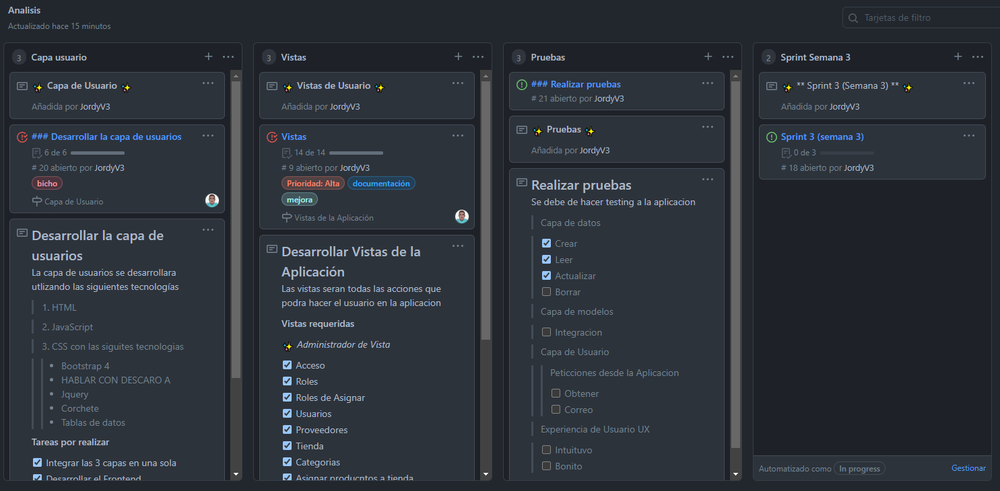 Analisis
Actualizado hace 15 minutos
Tarjetas de filtro
3 Capa usuario
✨ Capa de Usuario ✨
Añadida por JordyV3
### Desarrollar la capa de usuarios
6 de 6
# 20 abierto por JordyV3
bicho
Capa de Usuario
Desarrollar la capa de
usuarios
La capa de usuarios se desarrollara
utlizando las siguientes tecnologías
1. HTML
2. JavaScript
3. CSS con las siguites tecnologias
• Bootstrap 4
• HABLAR CON DESCARO A
• Jquery
• Corchete
• Tablas de datos
Tareas por realizar
Integrar las 3 capas en una sola
Desarrollar el Frontend
3 Vistas
✨ Vistas de Usuario ✨
Añadida por JordyV3
Vistas
14 de 14
# 9 abierto por JordyV3
Prioridad: Alta documentación
mejora
Vistas de la Aplicación
Desarrollar Vistas de la
Aplicación
Las vistas seran todas las acciones que
podra hacer el usuario en la aplicacion
Vistas requeridas
✨ Administrador de Vista
Acceso
Roles
Roles de Asignar
Usuarios
Proveedores
Tienda
Categorias
Asignar producntos a tienda
3 Pruebas
### Realizar pruebas
# 21 abierto por JordyV3
✨ Pruebas ✨
Añadida por JordyV3
Realizar pruebas
Se debe de hacer testing a la aplicacion
Capa de datos
Crear
Leer
Actualizar
Borrar
Capa de modelos
Integracion
Capa de Usuario
Peticciones desde la Aplicacion
Obtener
Correo
Experiencia de Usuario UX
Intuituvo
Bonito
2 Sprint Semana 3
✨ ** Sprint 3 (Semana 3) ** ✨
Añadida por JordyV3
Sprint 3 (semana 3)
0 de 3
# 18 abierto por JordyV3
Automatizado como In progress Gestionar